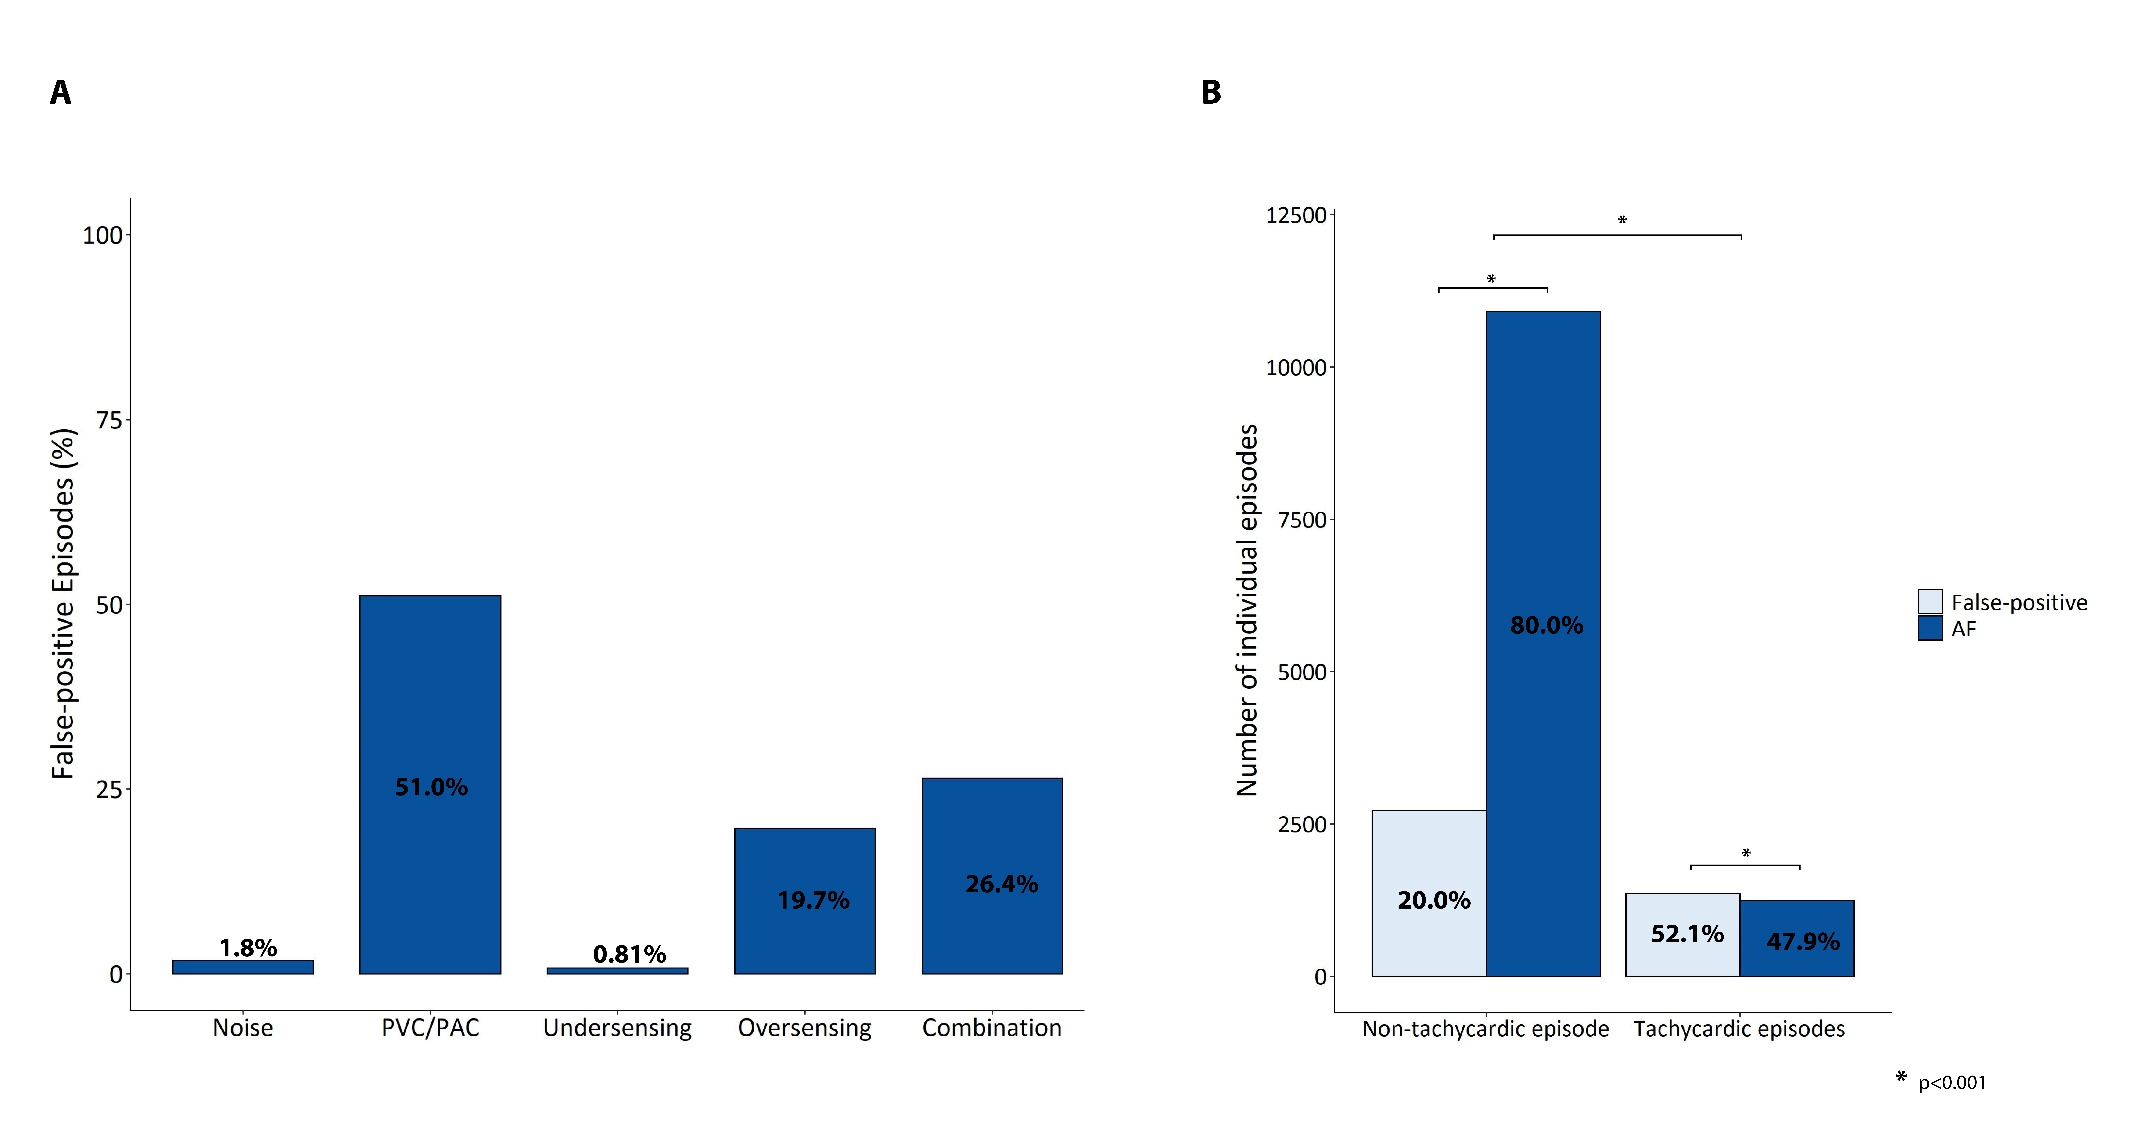 A
False-positive Episodes (%)
100
75
50
25
0
1.8%
51.0%
0.81%
19.7%
26.4%
Noise
PVC/PAC
Undersensing
Oversensing
Combination
B
Number of individual episodes
12500
10000
7500
5000
2500
0
*
*
*
20.0%
80.0%
52.1%
47.9%
Non-tachycardic episode
Tachycardic episodes
False-positive
AF
* p<0.001